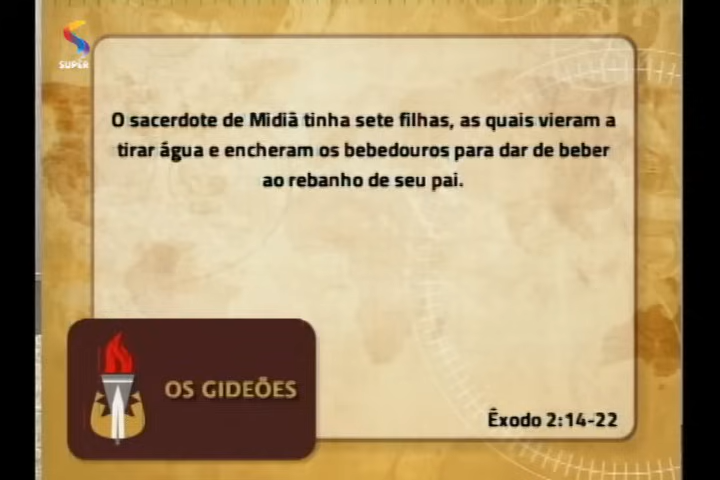 SUPER
O sacerdote de Midiã tinha sete filhas, as quais vieram a
tirar água e encheram os bebedouros para dar de beber
ao rebanho de seu pai.
OS GIDEÕES
Êxodo 2:14-22